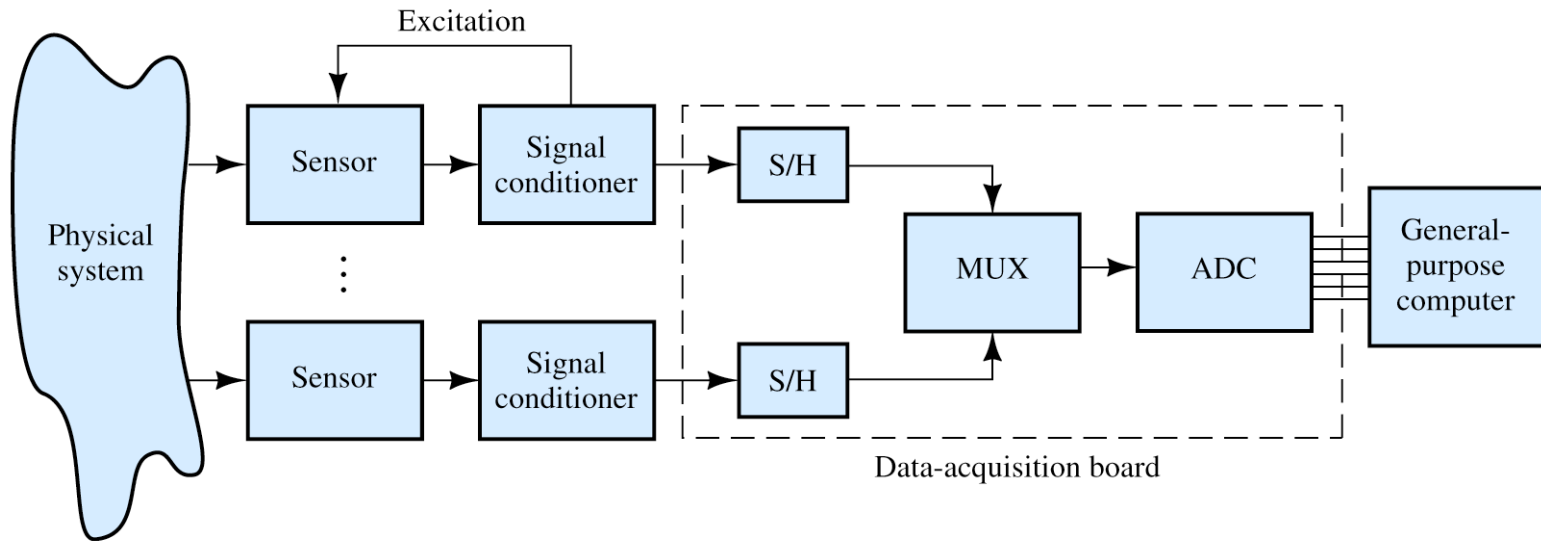 Excitation
Sensor
Signal
conditioner
S/H
Physical
system
MUX
ADC
General-
purpose
computer
Sensor
Signal
conditioner
S/H
Data-acquisition board